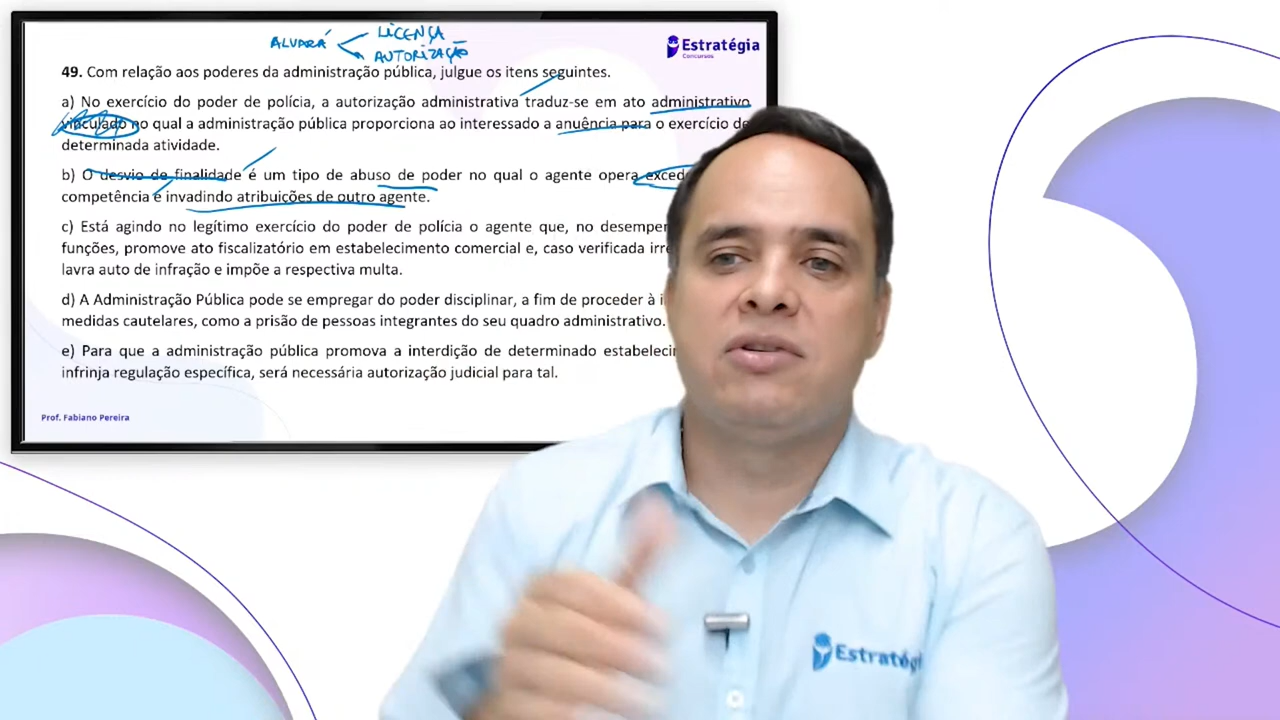 ALVARÁ LICENÇA
AUTORIZAÇÃO
Estratégia
Concursos
49. Com relação aos poderes da administração pública, julgue os itens seguintes.
a) No exercício do poder de polícia, a autorização administrativa traduz-se em ato administrativo
vinculado no qual a administração pública proporciona ao interessado a anuência para o exercício de
determinada atividade.
b) O desvio de finalidade é um tipo de abuso de poder no qual o agente opera
competência e invadindo atribuições de outro agente.
c) Está agindo no legítimo exercício do poder de polícia o agente que, no
funções, promove ato fiscalizatório em estabelecimento comercial e, caso verificada
lavra auto de infração e impõe a respectiva multa.
d) A Administração Pública pode se empregar do poder disciplinar, a fim de proceder à
medidas cautelares, como a prisão de pessoas integrantes do seu quadro administrativo.
e) Para que a administração pública promova a interdição de determinado
infrinja regulação específica, será necessária autorização judicial para tal.
Prof. Fabiano Pereira
Estratégia